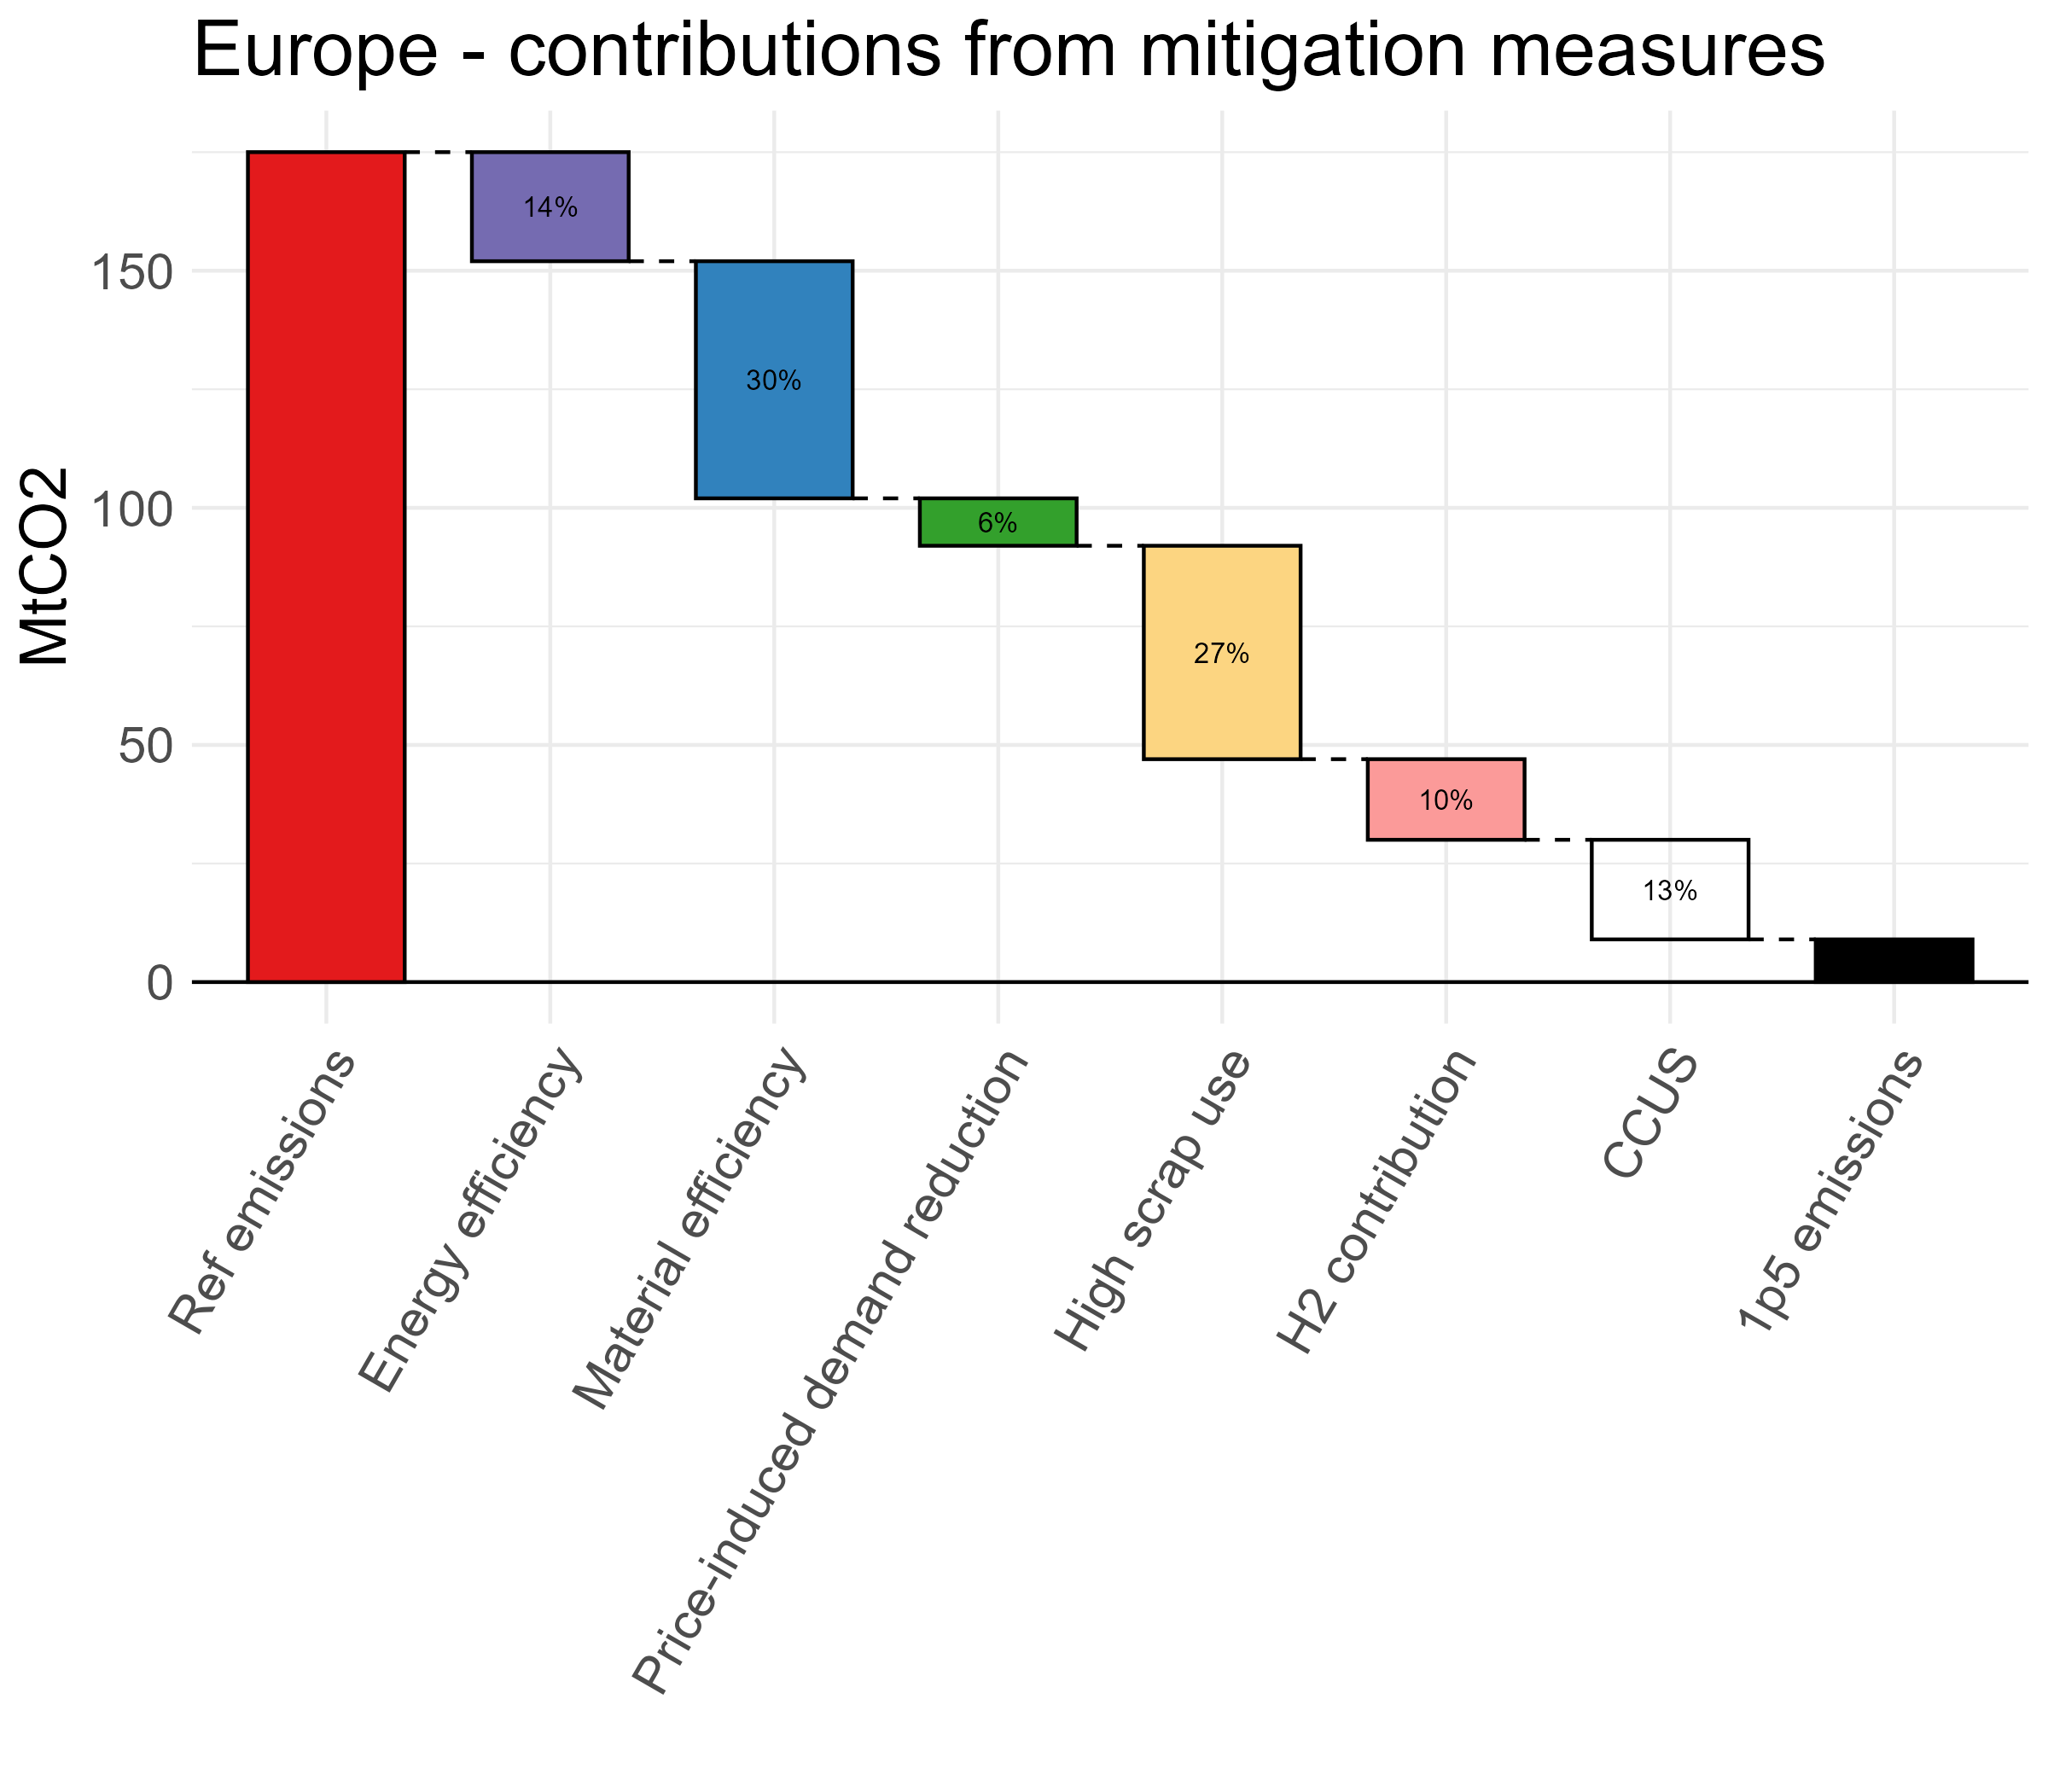 Europe - contributions from mitigation measures
MtCO2
150
100
50
0
14%
30%
6%
27%
10%
13%
Ref emissions
Energy efficiency
Material efficiency
Price-induced demand reduction
High scrap use
H2 contribution
CCUS
1p5 emissions